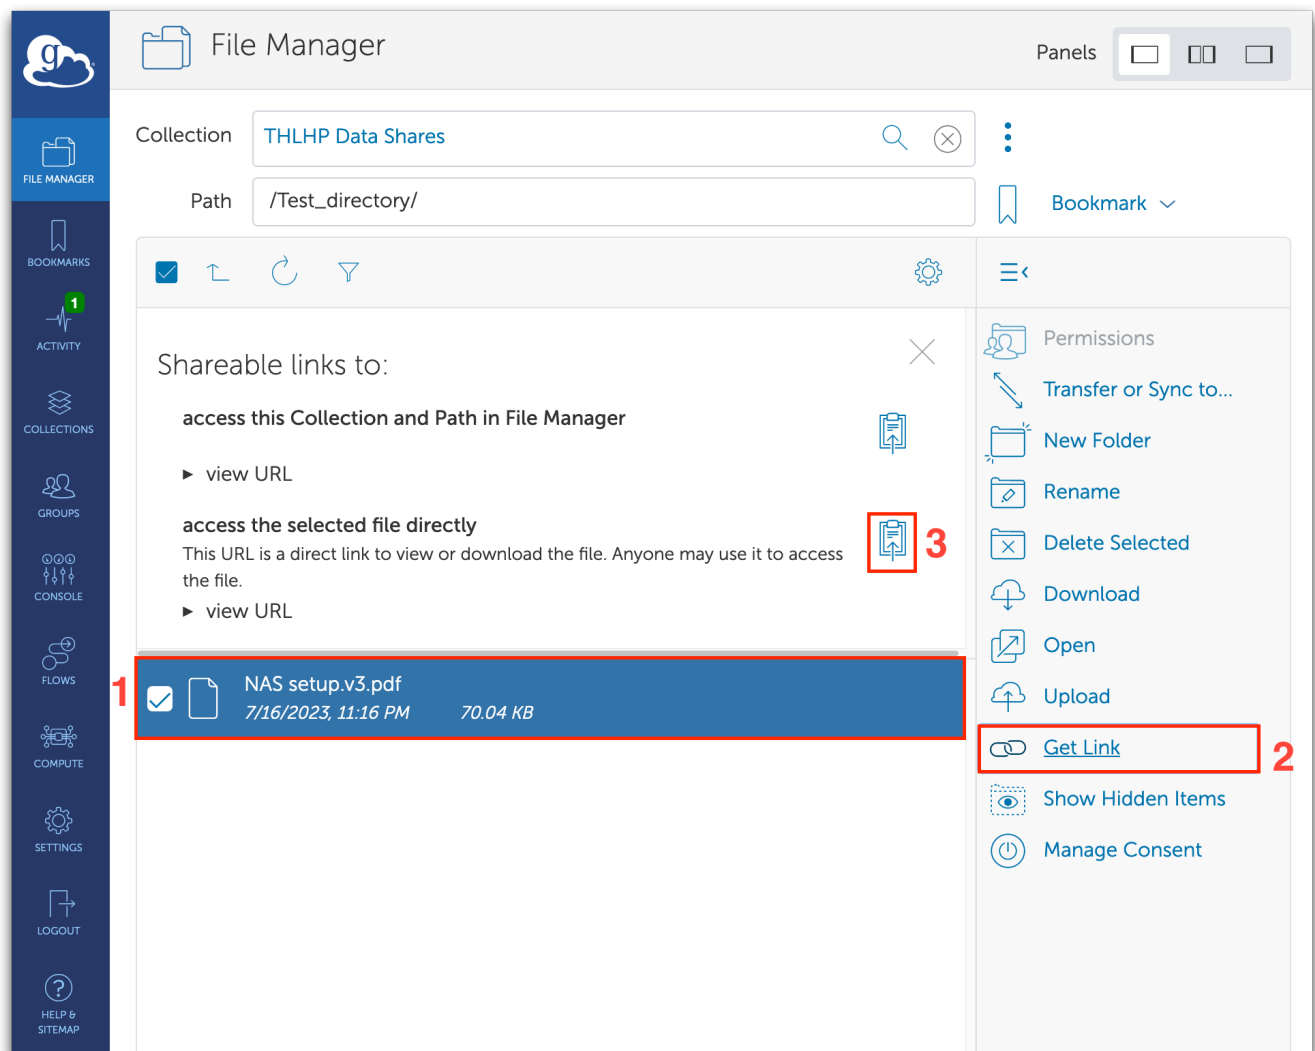 g
File Manager
Panels
FILE MANAGER
BOOKMARKS
1
ACTIVITY
COLLECTIONS
GROUPS
CONSOLE
FLOWS
COMPUTE
SETTINGS
LOGOUT
HELP &
SITEMAP
Collection
THLHP Data Shares
Path
/Test_directory/
Bookmark
Shareable links to:
access this Collection and Path in File Manager
► view URL
access the selected file directly
This URL is a direct link to view or download the file. Anyone may use it to access
the file.
► view URL
3
1
NAS setup.v3.pdf
7/16/2023, 11:16 PM 70.04 KB
Permissions
Transfer or Sync to...
New Folder
Rename
Delete Selected
Download
Open
Upload
Get Link
2
Show Hidden Items
Manage Consent